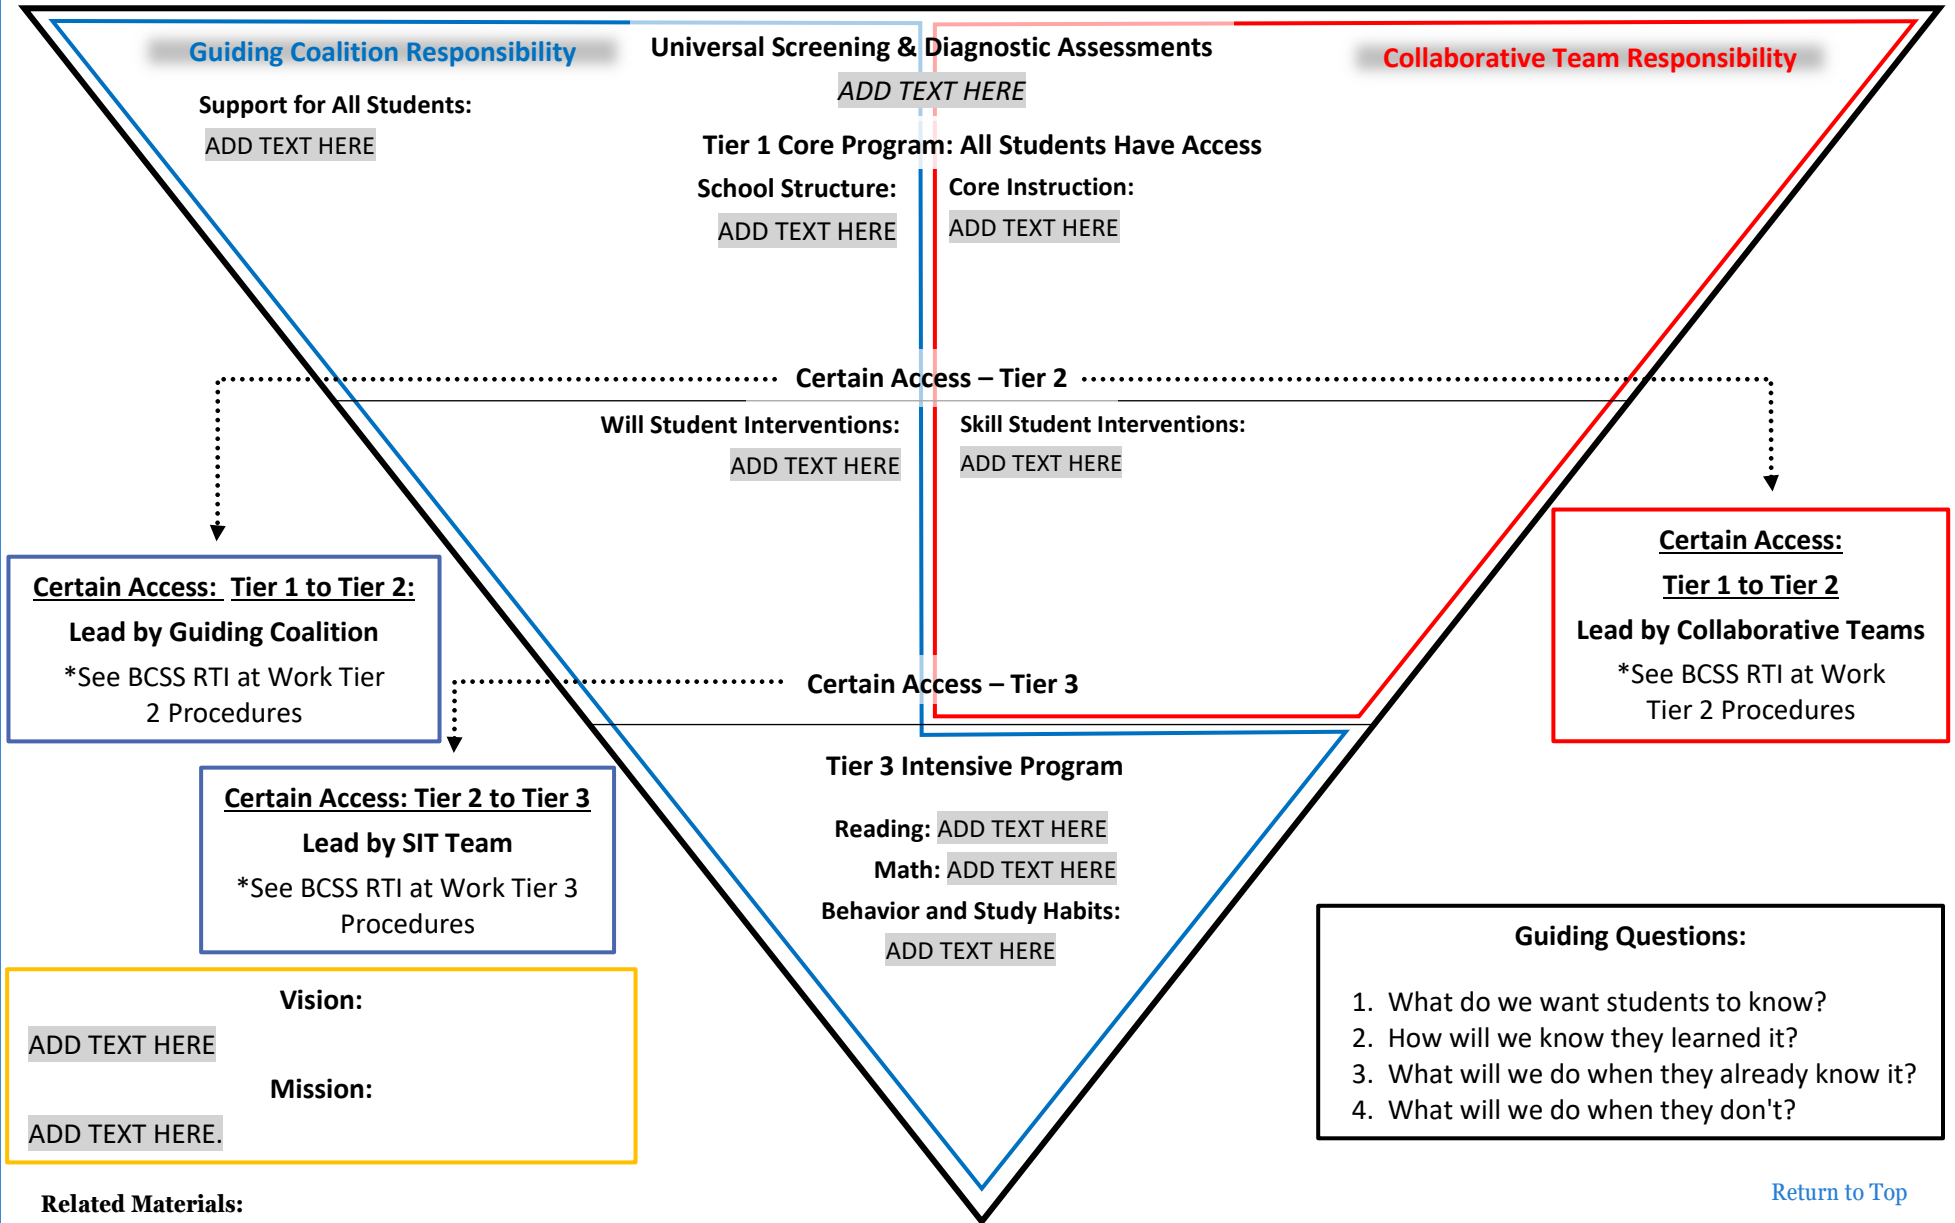 Guiding Coalition Responsibility
Universal Screening & Diagnostic Assessments
Collaborative Team Responsibility
ADD TEXT HERE
Support for All Students:
ADD TEXT HERE
Tier 1 Core Program: All Students Have Access
School Structure:
ADD TEXT HERE
Core Instruction:
ADD TEXT HERE
Certain Access – Tier 2
Will Student Interventions:
ADD TEXT HERE
Skill Student Interventions:
ADD TEXT HERE
Certain Access: Tier 1 to Tier 2:
Lead by Guiding Coalition
*See BCSS RTI at Work Tier
2 Procedures
Certain Access:
Tier 1 to Tier 2
Lead by Collaborative Teams
*See BCSS RTI at Work
Tier 2 Procedures
Certain Access – Tier 3
Certain Access: Tier 2 to Tier 3
Lead by SIT Team
*See BCSS RTI at Work Tier 3
Procedures
Tier 3 Intensive Program
Reading: ADD TEXT HERE
Math: ADD TEXT HERE
Behavior and Study Habits:
ADD TEXT HERE
Vision:
ADD TEXT HERE
Mission:
ADD TEXT HERE.
Guiding Questions:
1. What do we want students to know?
2. How will we know they learned it?
3. What will we do when they already know it?
4. What will we do when they don't?
Related Materials:
Return to Top